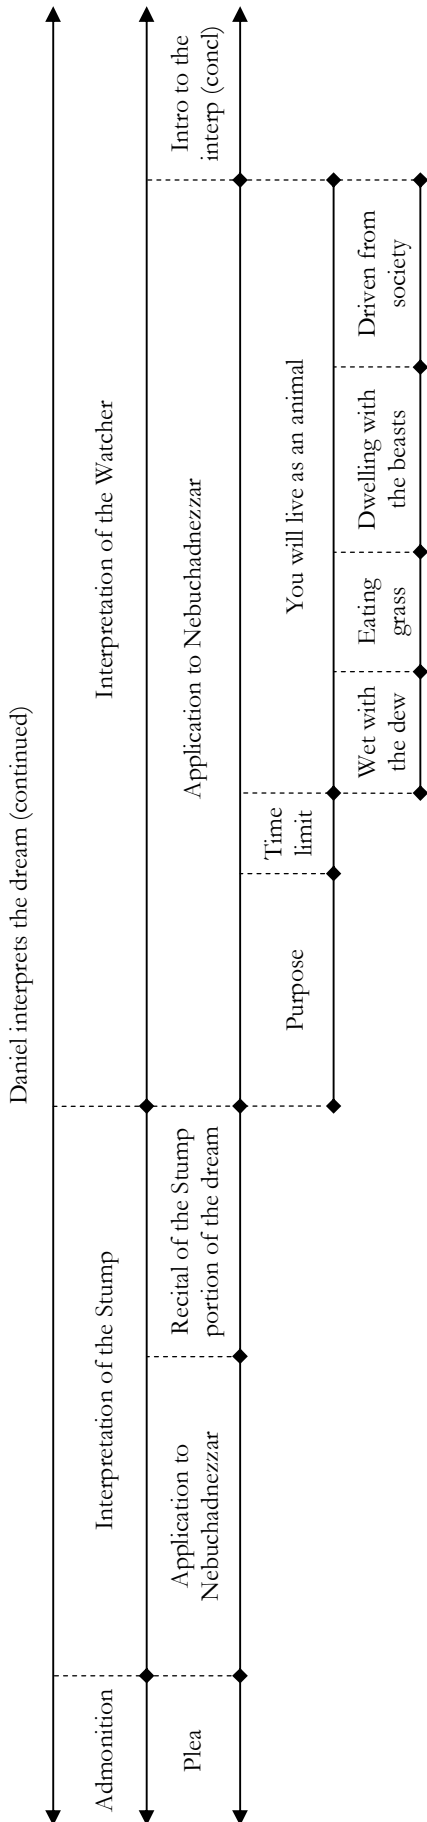 Daniel interprets the dream (continued)
Admonition
Interpretation of the Stump
Interpretation of the Watcher
Plea
Application to
Nebuchadnezzar
Recital of the Stump
portion of the dream
Application to Nebuchadnezzar
Intro to the
interp (concl)
Purpose
Time
limit
You will live as an animal
Wet with
the dew
Eating
grass
Dwelling with
the beasts
Driven from
society